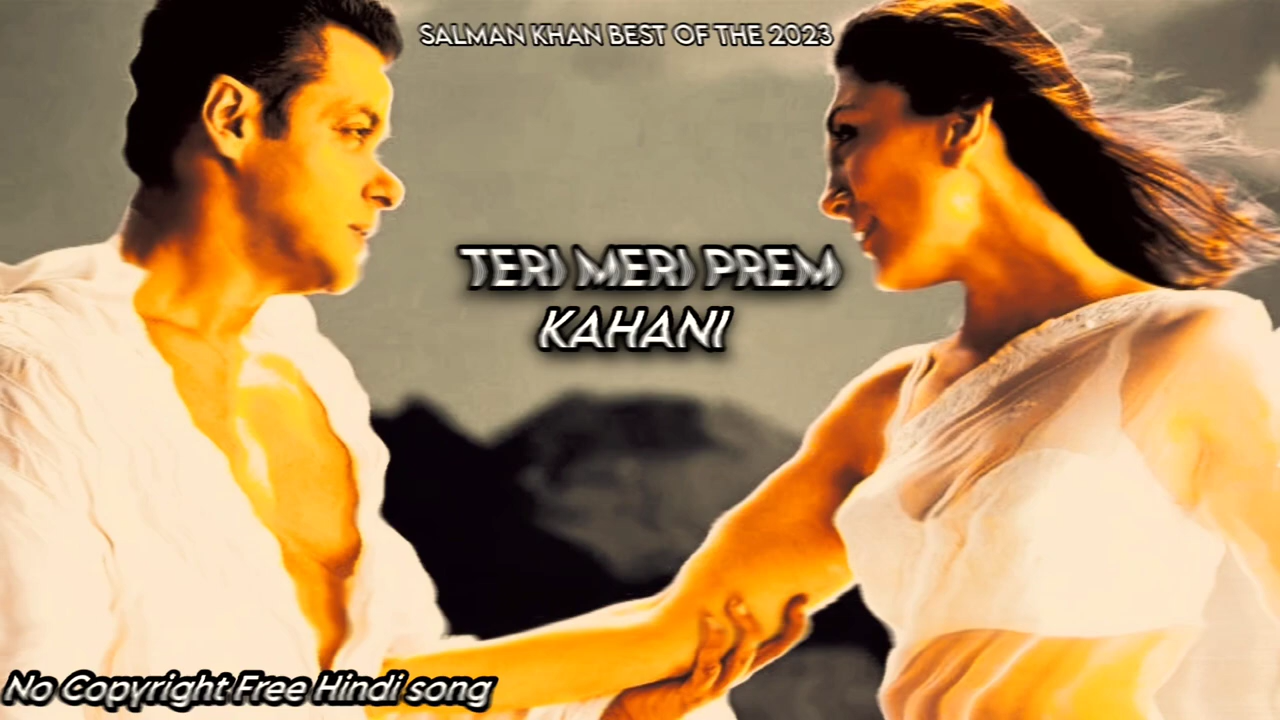 SALMAN KHAN BEST OF THE 2023
TERI MERI PREM
KAHANI
No Copyright Free Hindi song